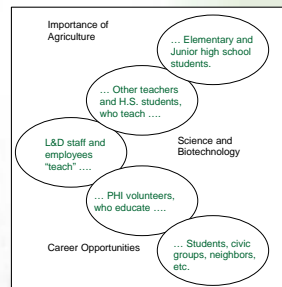 Importance of
Agriculture
… Elementary and
Junior high school
students.
… Other teachers
and H.S. students,
who teach ….
L&D staff and
employees
“teach” ….
Science and
Biotechnology
… PHI volunteers,
who educate ….
Career Opportunities
… Students, civic
groups, neighbors,
etc.